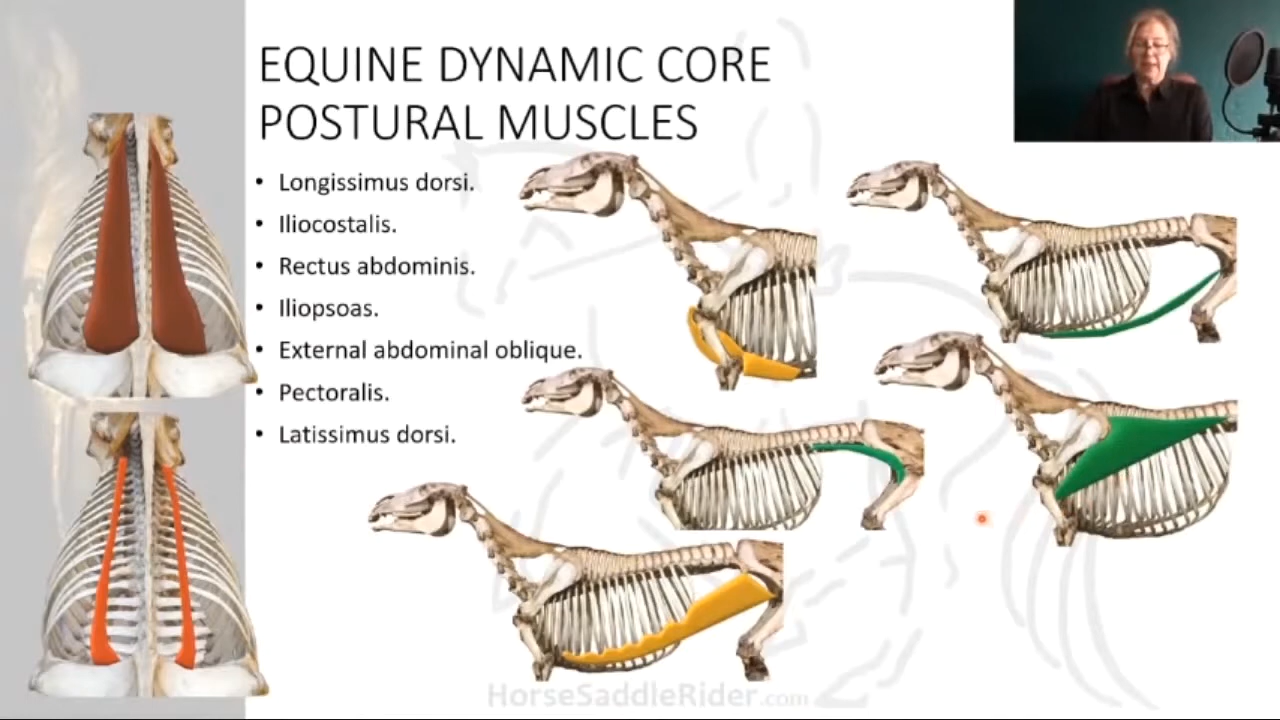 EQUINE DYNAMIC CORE
POSTURAL MUSCLES
• Longissimus dorsi.
• Iliocostalis.
• Rectus abdominis.
• Iliopsoas.
• External abdominal oblique.
• Pectoralis.
• Latissimus dorsi.
HorseSaddleRider.com